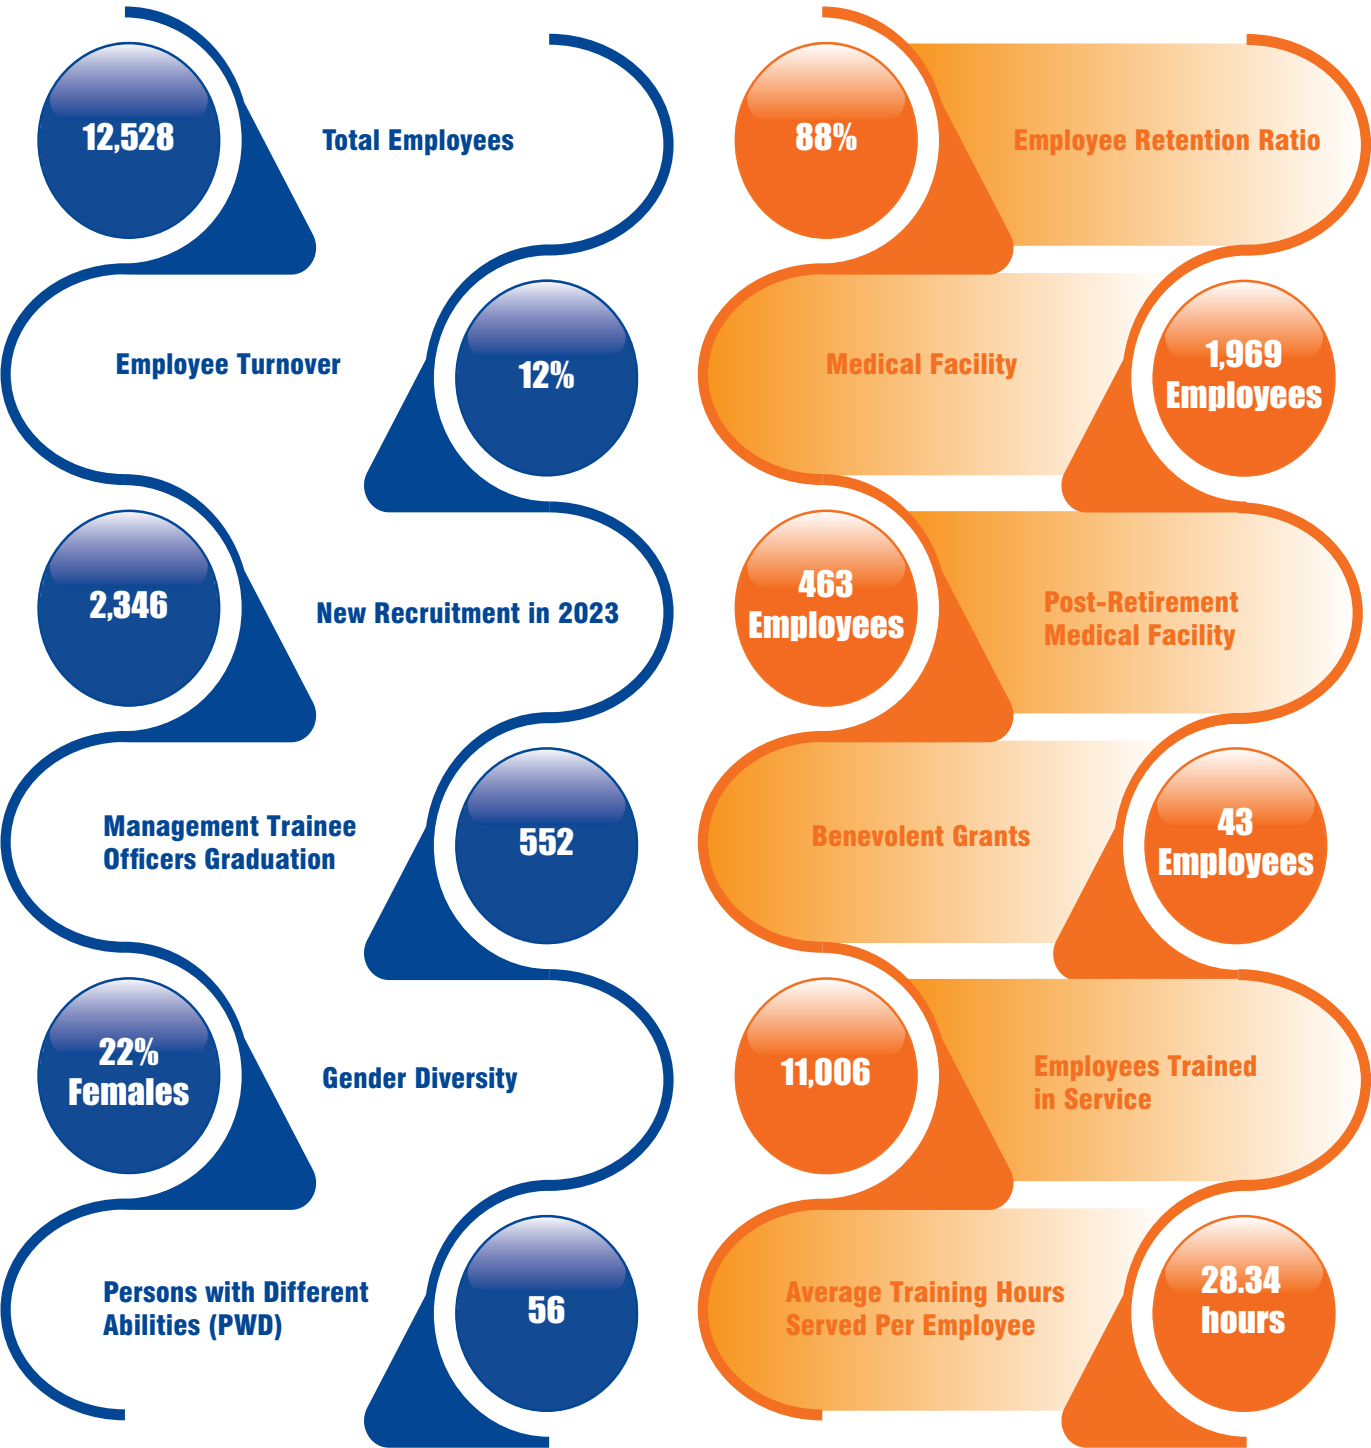 12,528
Total Employees
Employee Turnover
12%
2,346
New Recruitment in 2023
Management Trainee
Officers Graduation
552
22%
Females
Gender Diversity
Persons with Different
Abilities (PWD)
56
88%
Employee Retention Ratio
Medical Facility
1,969
Employees
463
Employees
Post-Retirement
Medical Facility
Benevolent Grants
43
Employees
11,006
Employees Trained
in Service
Average Training Hours
Served Per Employee
28.34
hours